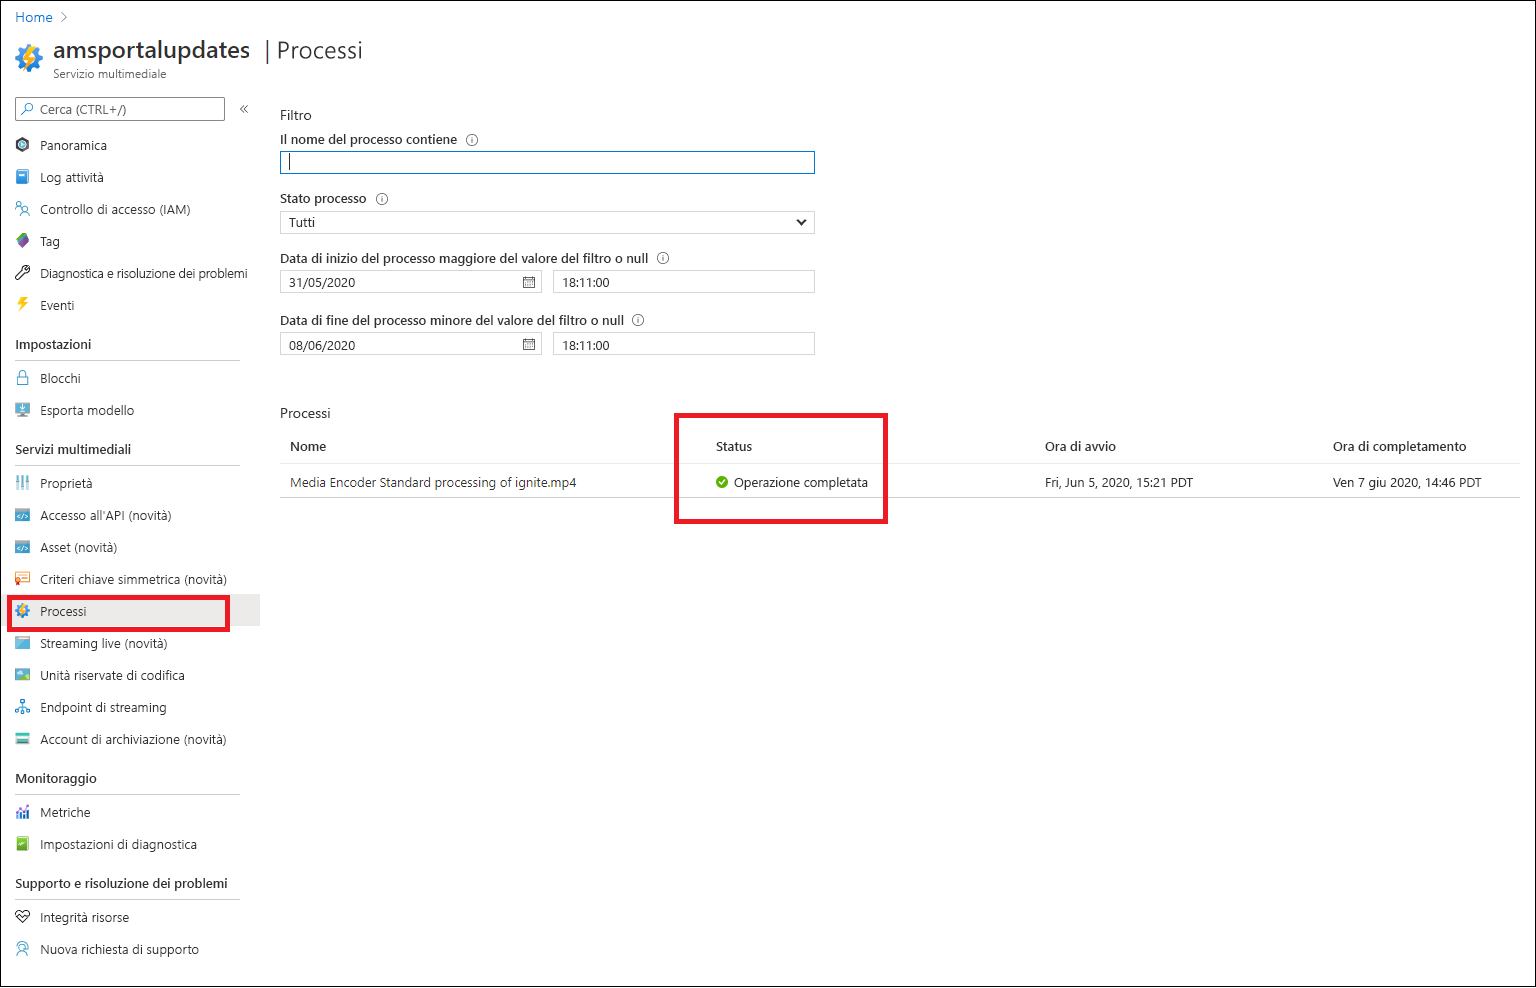 Home
amsportalupdates | Processi
Servizio multimediale
Cerca (CTRL+/)
Panoramica
Log attività
Controllo di accesso (IAM)
Tag
Diagnostica e risoluzione dei problemi
Eventi
Impostazioni
Blocchi
Esporta modello
Servizi multimediali
Proprietà
Accesso all'API (novità)
Asset (novità)
Criteri chiave simmetrica (novità)
Processi
Streaming live (novità)
Unità riservate di codifica
Endpoint di streaming
Account di archiviazione (novità)
Monitoraggio
Metriche
Impostazioni di diagnostica
Supporto e risoluzione dei problemi
Integrità risorse
Nuova richiesta di supporto
Filtro
Il nome del processo contiene
Stato processo
Tutti
Data di inizio del processo maggiore del valore del filtro o null
31/05/2020 18:11:00
Data di fine del processo minore del valore del filtro o null
08/06/2020 18:11:00
Processi
Nome Status Ora di avvio Ora di completamento
Media Encoder Standard processing of ignite.mp4 Operazione completata Fri, Jun 5, 2020, 15:21 PDT Ven 7 giu 2020, 14:46 PDT